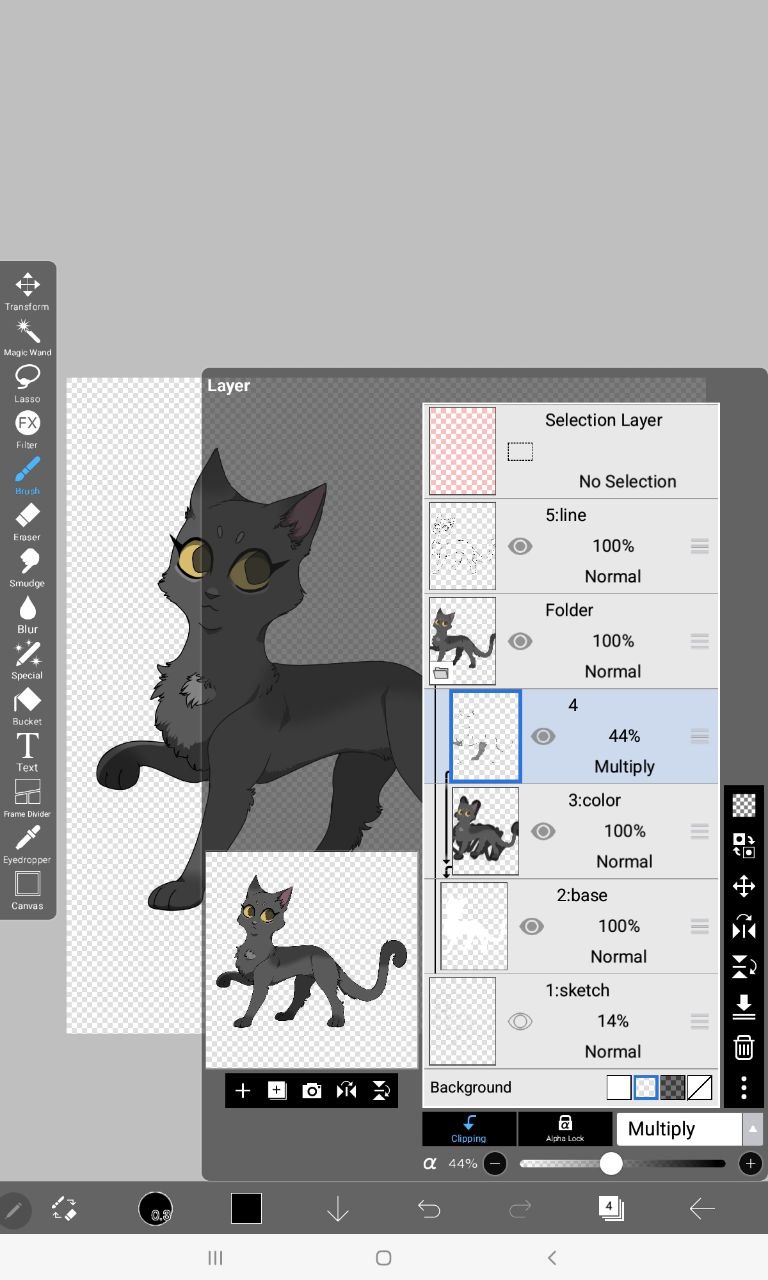 Transform
Magic Wand
Lasso
FX
Filter
Brush
Eraser
Smudge
Blur
Special
Bucket
T
Text
Frame Divider
Eyedropper
Canvas
Layer
Selection Layer
No Selection
5:line
100%
Normal
Folder
100%
Normal
4
44%
Multiply
3:color
100%
Normal
2:base
100%
Normal
1:sketch
14%
Normal
Background
Clipping
α
Alpha Lock
Multiply
α 44%
0.3
4